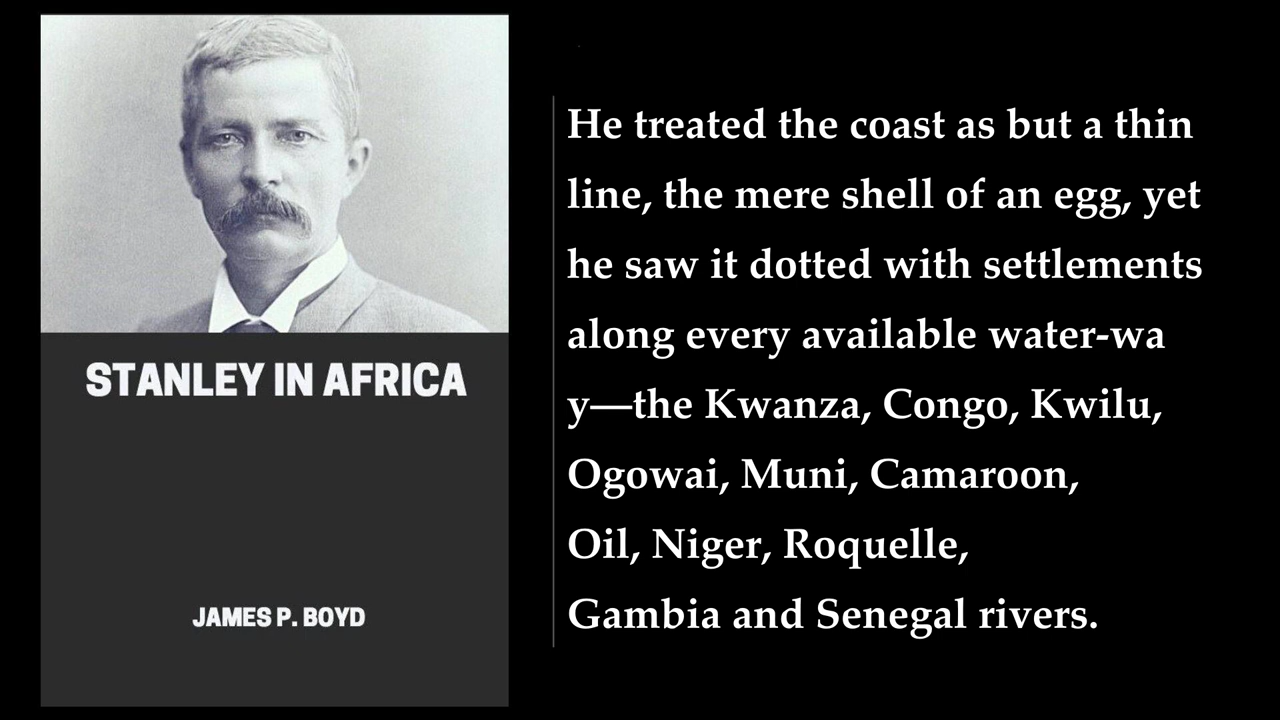 STANLEY IN AFRICA
JAMES P. BOYD
He treated the coast as but a thin
line, the mere shell of an egg, yet
he saw it dotted with settlements
along every available water-wa
y—the Kwanza, Congo, Kwilu,
Ogowai, Muni, Camaroon,
Oil, Niger, Roquelle,
Gambia and Senegal rivers.